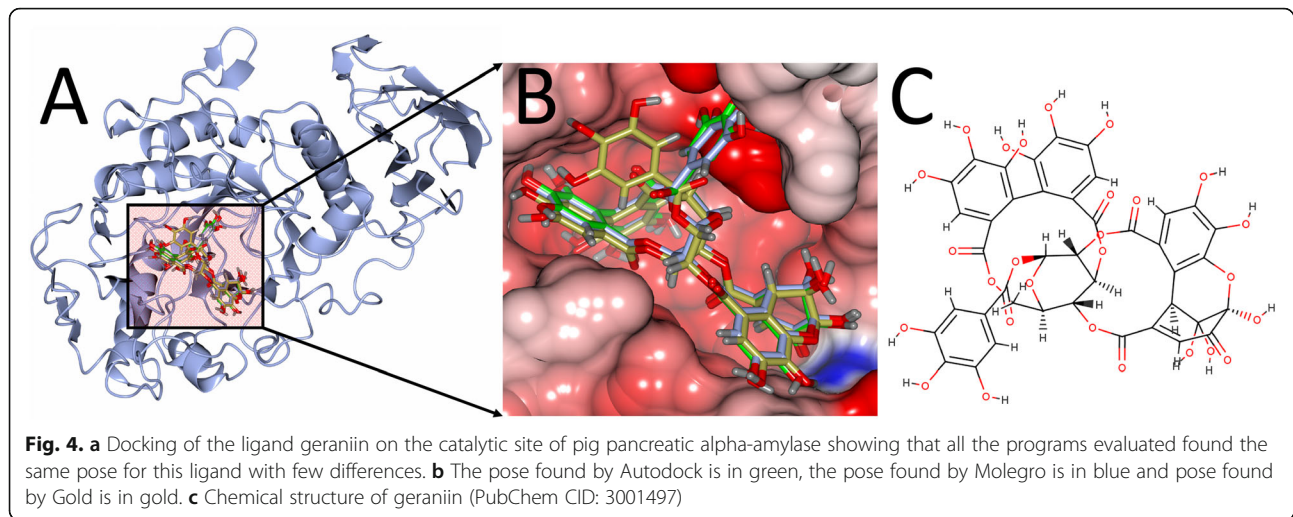 A
B
C
Fig. 4. a Docking of the ligand geraniin on the catalytic site of pig pancreatic alpha-amylase showing that all the programs evaluated found the
same pose for this ligand with few differences. b The pose found by Autodock is in green, the pose found by Molegro is in blue and pose found
by Gold is in gold. c Chemical structure of geraniin (PubChem CID: 3001497)